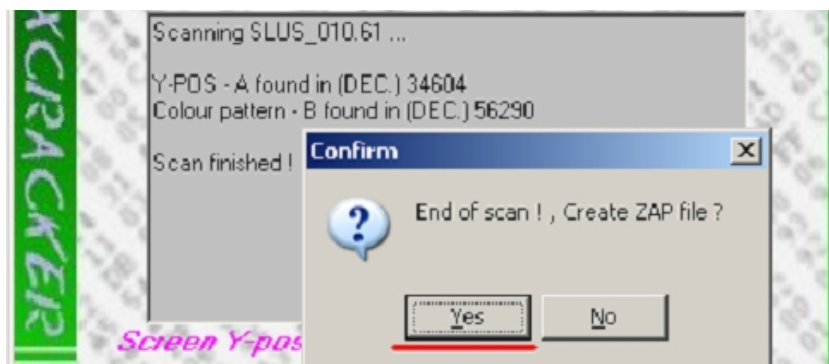 XCRACKER
Scanning SLUS_010.61 ...
Y-POS - A found in (DEC.) 34604
Colour pattern - B found in (DEC.) 56290
Scan finished !
Confirm
End of scan ! , Create ZAP file ?
Yes
No
Screen Y-pos